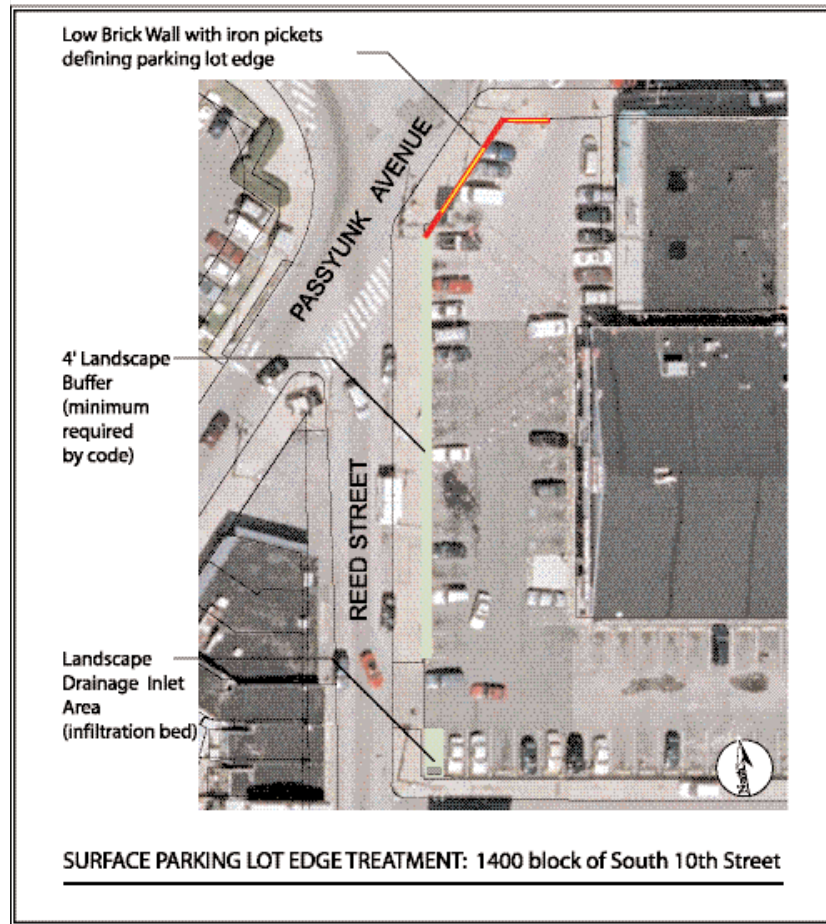 Low Brick Wall with iron pickets
defining parking lot edge
PASSYUNK AVENUE
4' Landscape
Buffer
(minimum
required
by code)
REED STREET
Landscape
Drainage Inlet
Area
(infiltration bed)
North
SURFACE PARKING LOT EDGE TREATMENT: 1400 block of South 10th Street